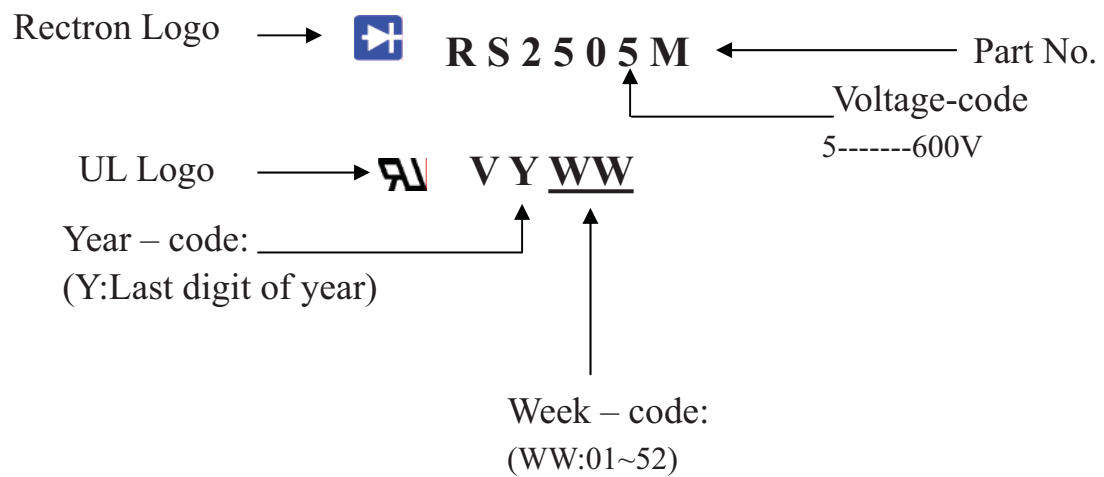 Rectron Logo
R S 2 5 0 5 M
Part No.
Voltage-code
5-------600V
UL Logo
V Y WW
Year – code:
(Y:Last digit of year)
Week – code:
(WW:01~52)